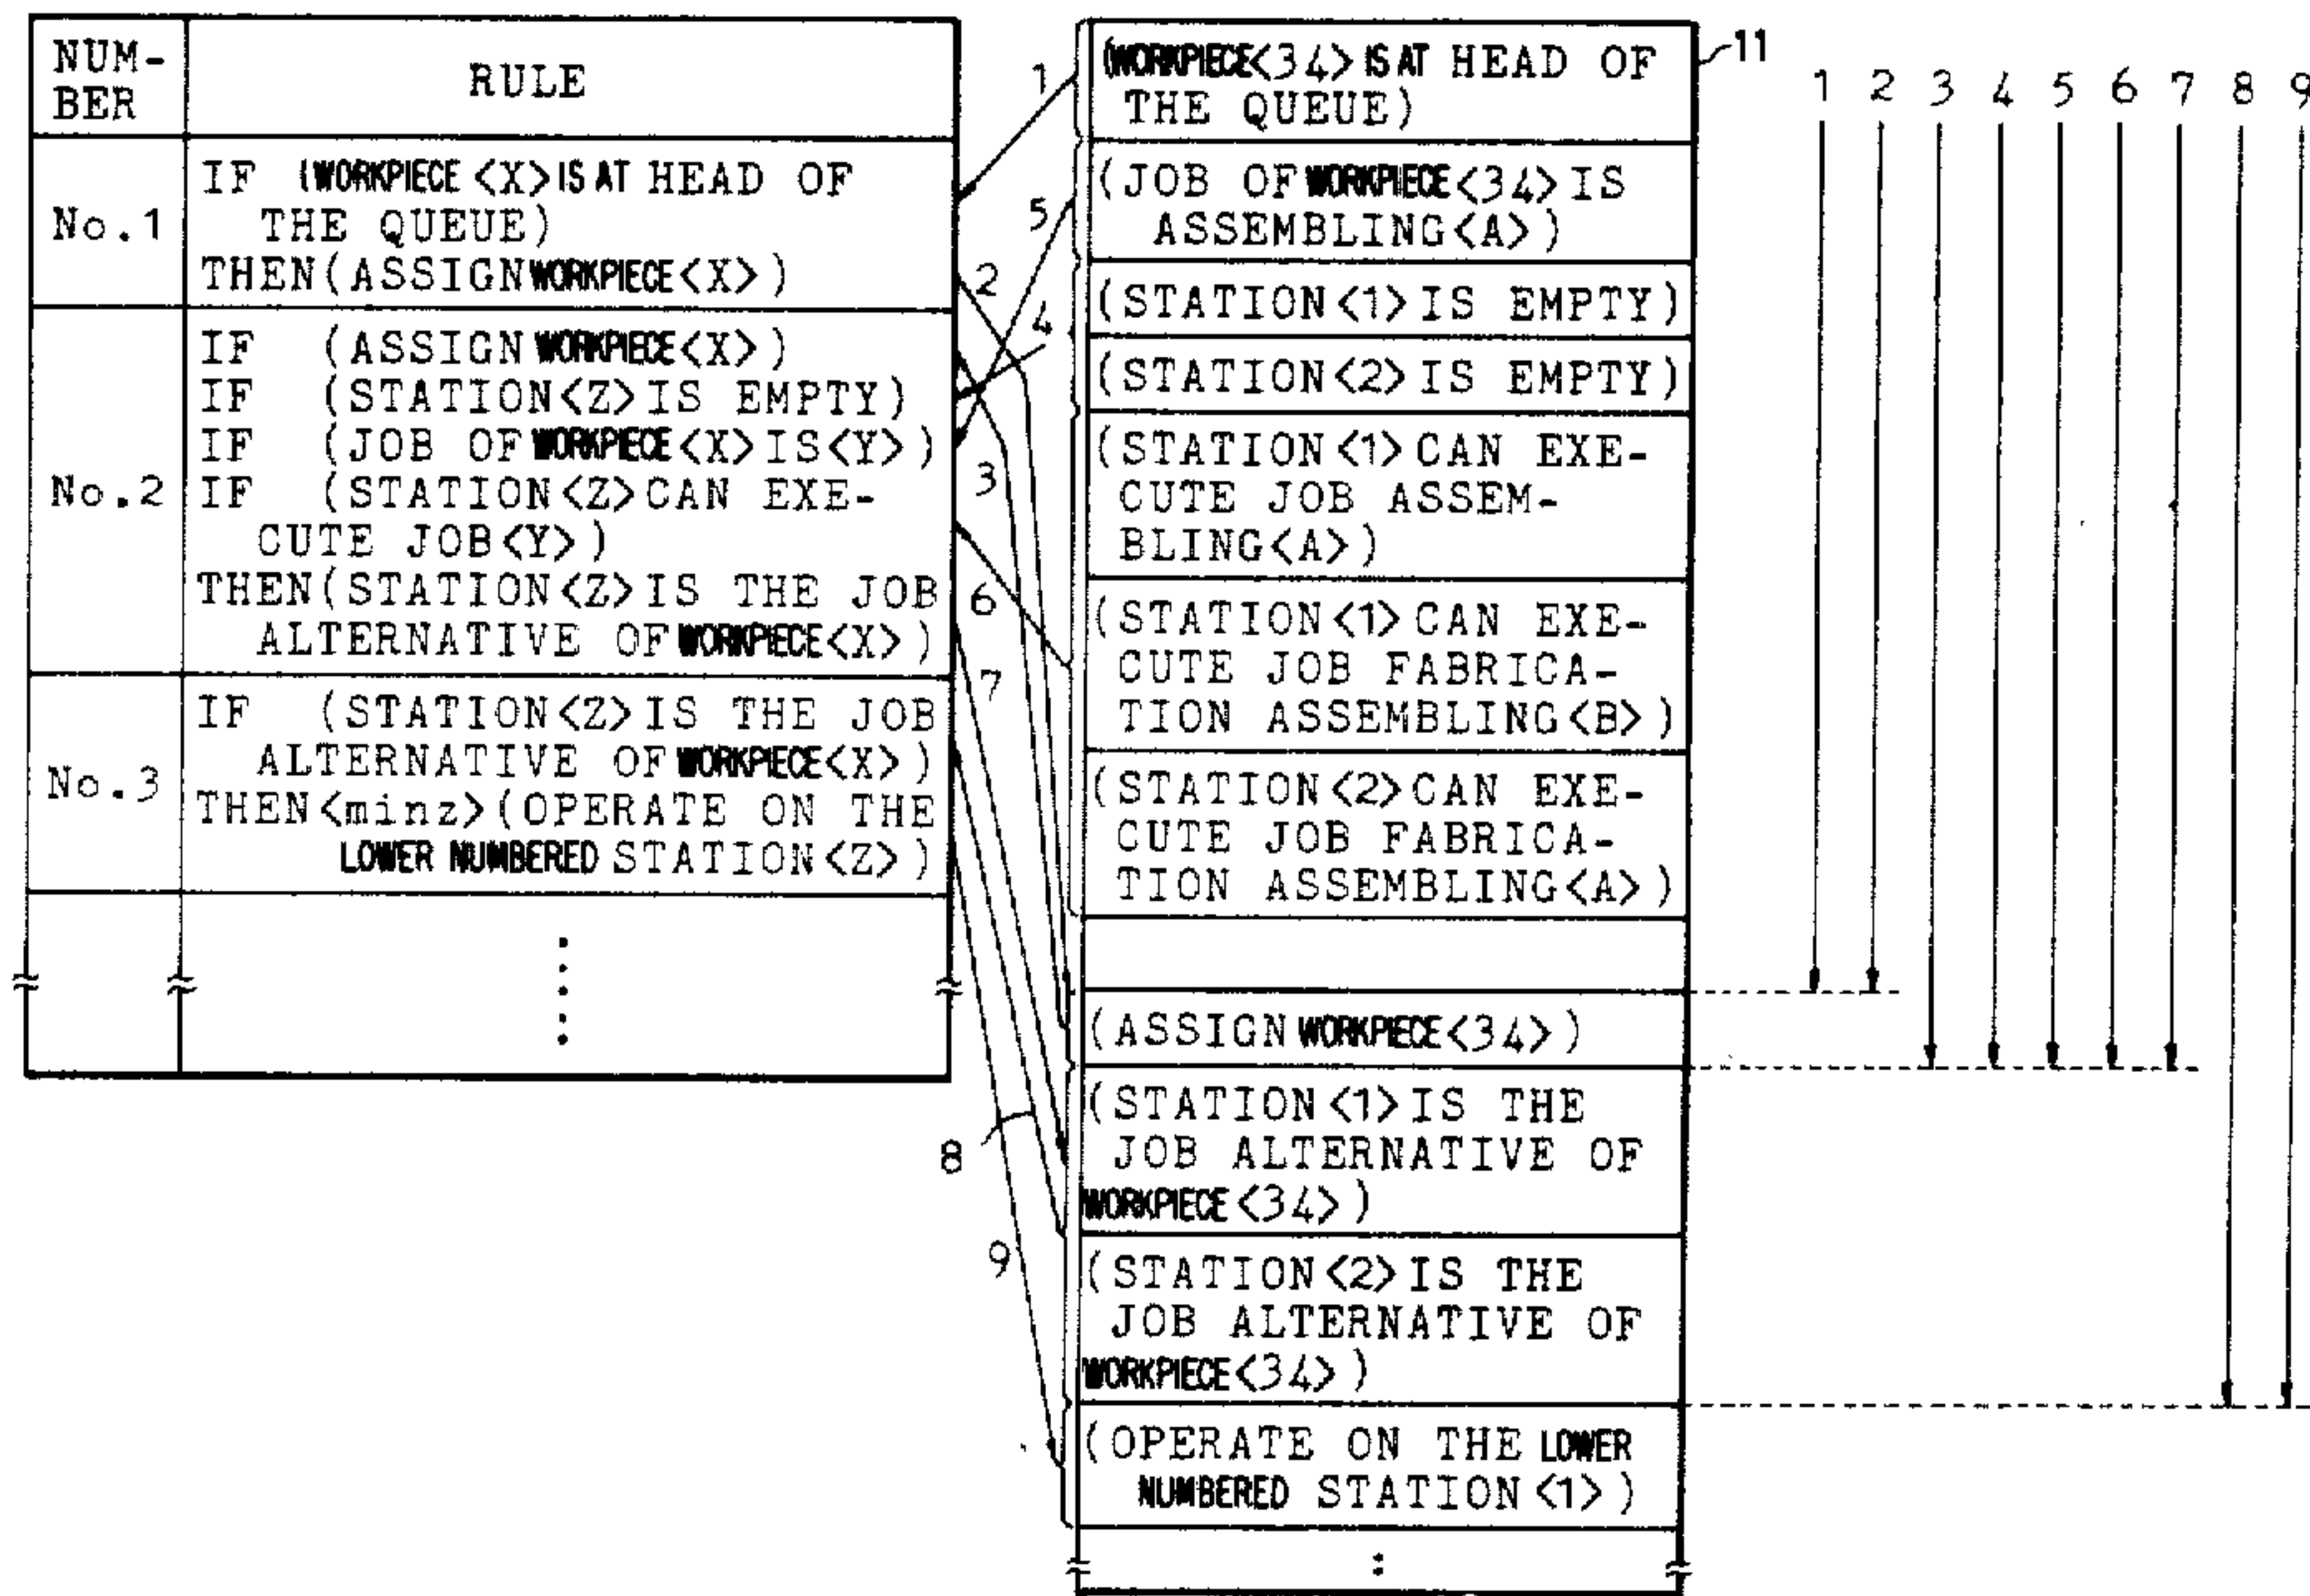 NUM-
BER
RULE
No.1
IF (WORKPIECE<X>IS AT HEAD OF
THE QUEUE)
THEN(ASSIGN WORKPIECE<X>)
No.2
IF (ASSIGN WORKPIECE<X>)
IF (STATION<Z>IS EMPTY)
IF (JOB OF WORKPIECE<X>IS<Y>)
IF (STATION<Z>CAN EXE-
CUTE JOB<Y>)
THEN(STATION<Z>IS THE JOB
ALTERNATIVE OF WORKPIECE<X>)
No.3
IF (STATION<Z>IS THE JOB
ALTERNATIVE OF WORKPIECE<X>)
THEN<minz>(OPERATE ON THE
LOWER NUMBERED STATION<Z>)
1
5
2
4
3
6
7
8
9
(WORKPIECE<34>IS AT HEAD OF
THE QUEUE)
(JOB OF WORKPIECE<34>IS
ASSEMBLING<A>)
(STATION<1>IS EMPTY)
(STATION<2>IS EMPTY)
(STATION<1>CAN EXE-
CUTE JOB ASSEM-
BLING<A>)
(STATION<1>CAN EXE-
CUTE JOB FABRICA-
TION ASSEMBLING<B>)
(STATION<2>CAN EXE-
CUTE JOB FABRICA-
TION ASSEMBLING<A>)
(ASSIGN WORKPIECE<34>)
(STATION<1>IS THE
JOB ALTERNATIVE OF
WORKPIECE<34>)
(STATION<2>IS THE
JOB ALTERNATIVE OF
WORKPIECE<34>)
(OPERATE ON THE LOWER
NUMBERED STATION<1>)
11
1 2 3 4 5 6 7 8 9